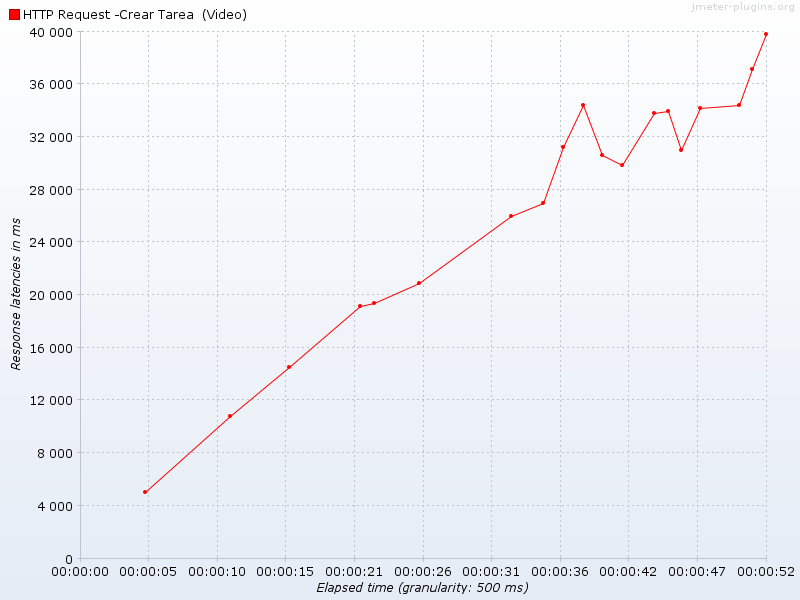 jmeter-plugins.org
HTTP Request -Crear Tarea (Video)
40 000
36 000
32 000
28 000
24 000
20 000
16 000
12 000
8 000
4 000
0
Response latencies in ms
00:00:00 00:00:05 00:00:10 00:00:15 00:00:21 00:00:26 00:00:31 00:00:36 00:00:42 00:00:47 00:00:52
Elapsed time (granularity: 500 ms)